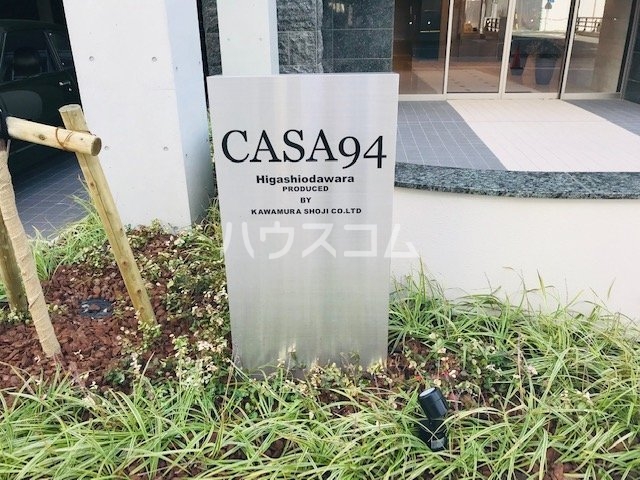 CASA94
Higashiodawara
PRODUCED
BY
KAWAMURA SHOJI CO.LTD
ハウスコム